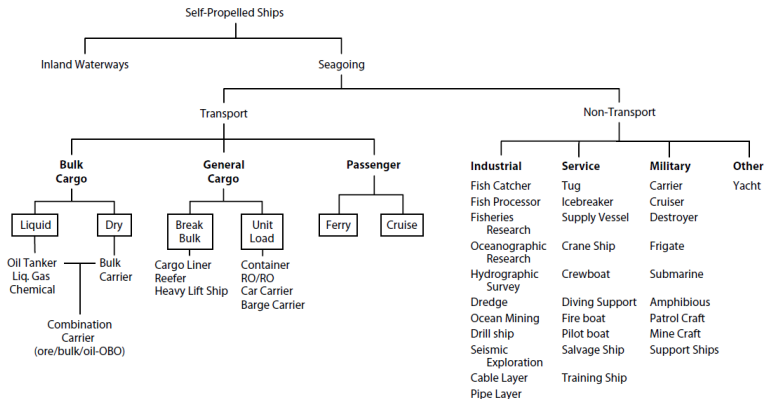 Self-Propelled Ships
Inland Waterways
Seagoing
Transport
Non-Transport
Bulk
Cargo
General
Cargo
Passenger
Liquid
Dry
Break
Bulk
Unit
Load
Ferry
Cruise
Oil Tanker
Liq. Gas
Chemical
Bulk
Carrier
Combination
Carrier
(ore/bulk/oil-OBO)
Cargo Liner
Reefer
Heavy Lift Ship
Container
RO/RO
Car Carrier
Barge Carrier
Industrial
Fish Catcher
Fish Processor
Fisheries
Research
Oceanographic
Research
Hydrographic
Survey
Dredge
Ocean Mining
Drill ship
Seismic
Exploration
Cable Layer
Pipe Layer
Service
Tug
Icebreaker
Supply Vessel
Crane Ship
Crewboat
Diving Support
Fire boat
Pilot boat
Salvage Ship
Training Ship
Military
Carrier
Cruiser
Destroyer
Frigate
Submarine
Amphibious
Patrol Craft
Mine Craft
Support Ships
Other
Yacht